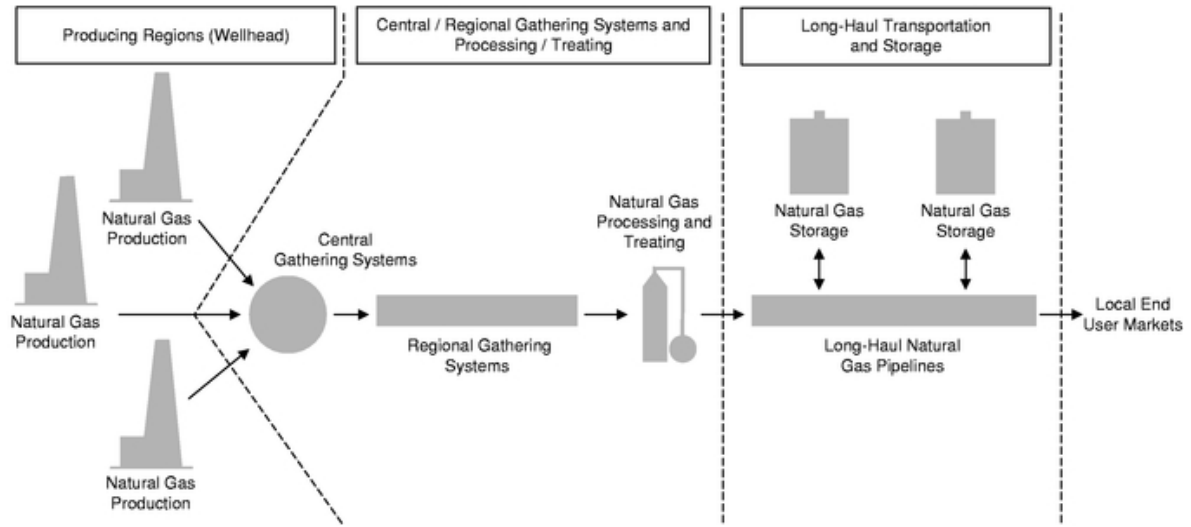 Producing Regions (Wellhead)
Central / Regional Gathering Systems and
Processing / Treating
Long-Haul Transportation
and Storage
Natural Gas
Production
Natural Gas
Production
Natural Gas
Production
Central
Gathering Systems
Regional Gathering
Systems
Natural Gas
Processing and
Treating
Natural Gas
Storage
Natural Gas
Storage
Long-Haul Natural
Gas Pipelines
Local End
User Markets